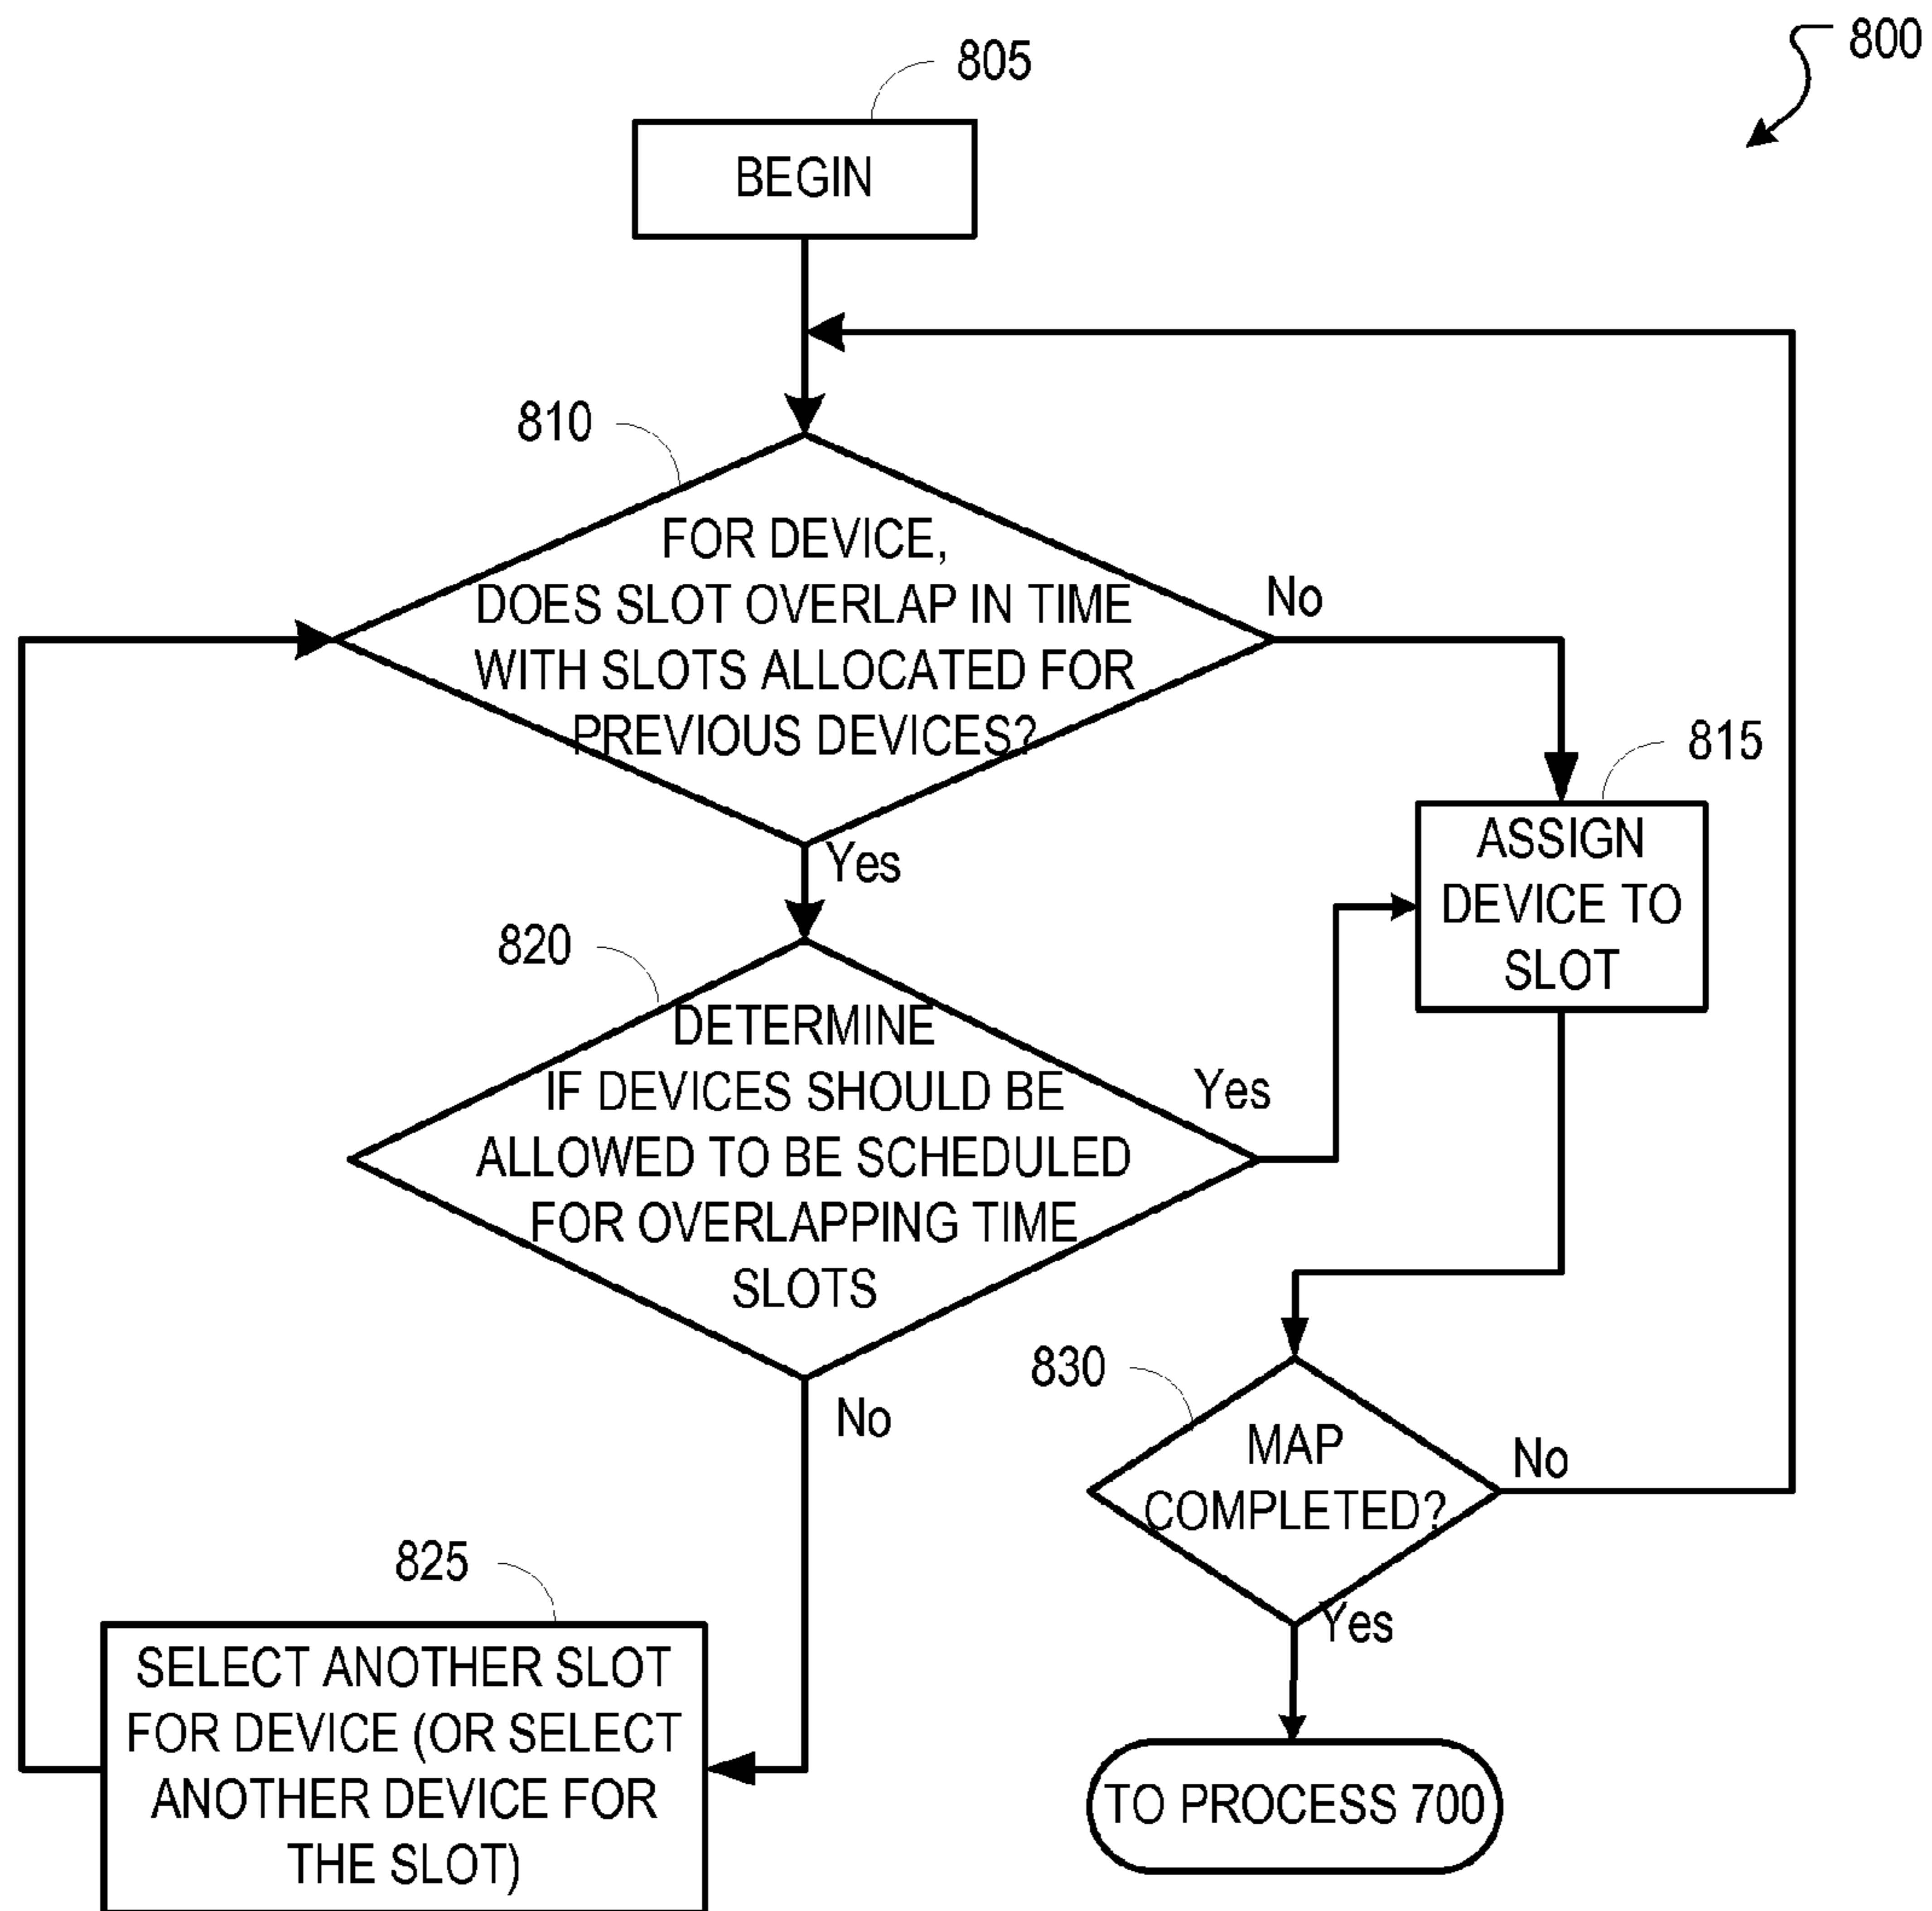 800
805
BEGIN
810
FOR DEVICE,
DOES SLOT OVERLAP IN TIME
WITH SLOTS ALLOCATED FOR
PREVIOUS DEVICES?
No
Yes
815
ASSIGN
DEVICE TO
SLOT
820
DETERMINE
IF DEVICES SHOULD BE
ALLOWED TO BE SCHEDULED
FOR OVERLAPPING TIME
SLOTS
Yes
No
830
MAP
COMPLETED?
No
Yes
825
SELECT ANOTHER SLOT
FOR DEVICE (OR SELECT
ANOTHER DEVICE FOR
THE SLOT)
TO PROCESS 700